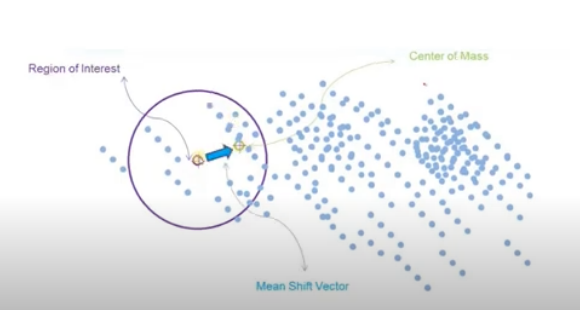 Center of Mass
Region of Interest
Mean Shift Vector